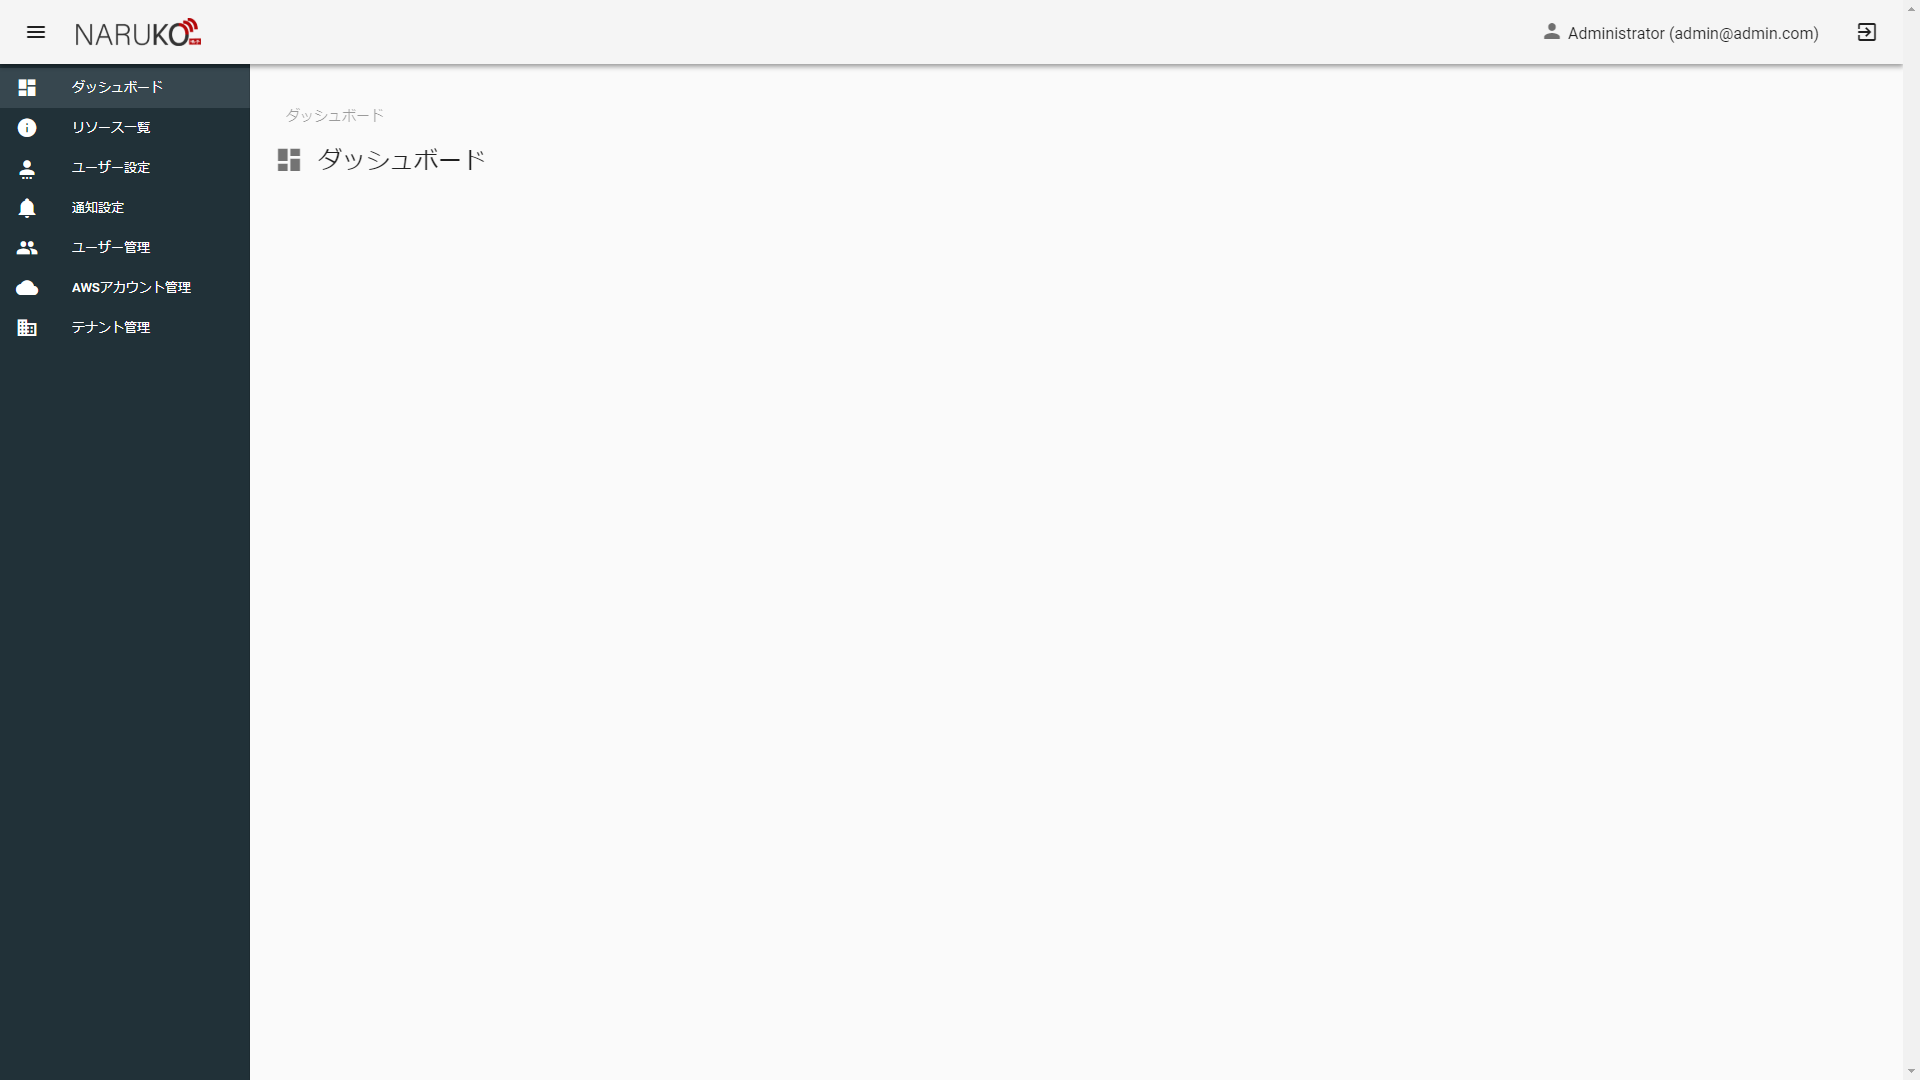 NARUKO
Administrator (admin@admin.com)
ダッシュボード
リソース一覧
ユーザー設定
通知設定
ユーザー管理
AWSアカウント管理
テナント管理
ダッシュボード
ダッシュボード